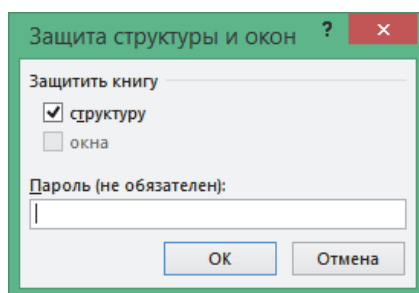 Защита структуры и окон ? ×
Защитить книгу
структуру
окна
Пароль (не обязателен):
ОК Отмена